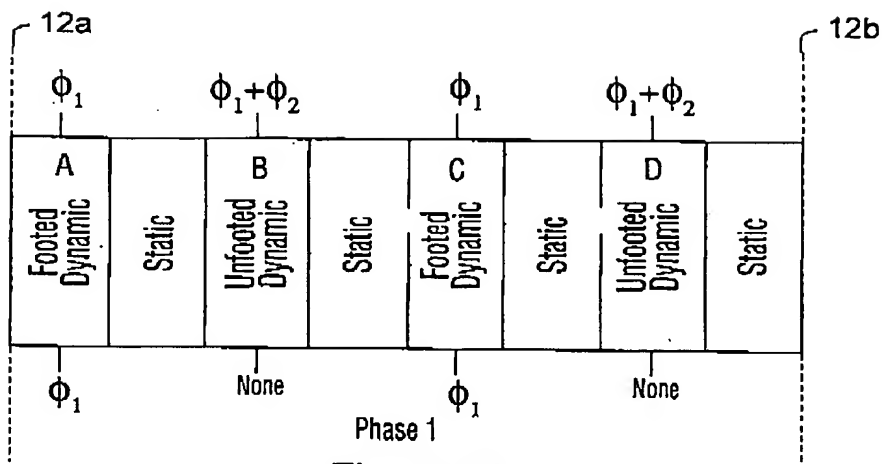 12a
12b
ϕ₁
ϕ₁+ϕ₂
ϕ₁
ϕ₁+ϕ₂
A
B
C
D
Footed
Dynamic
Static
Unfooted
Dynamic
Static
Footed
Dynamic
Static
Unfooted
Dynamic
Static
ϕ₁
None
ϕ₁
None
Phase 1